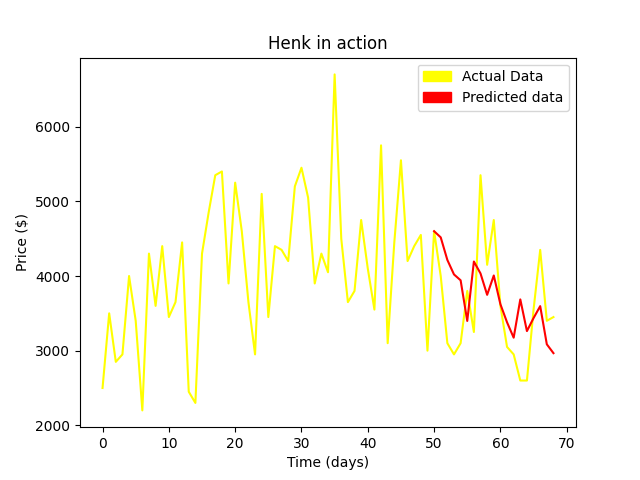 Henk in action
Actual Data
Predicted data
Price ($)
6000
5000
4000
3000
2000
0 10 20 30 40 50 60 70
Time (days)